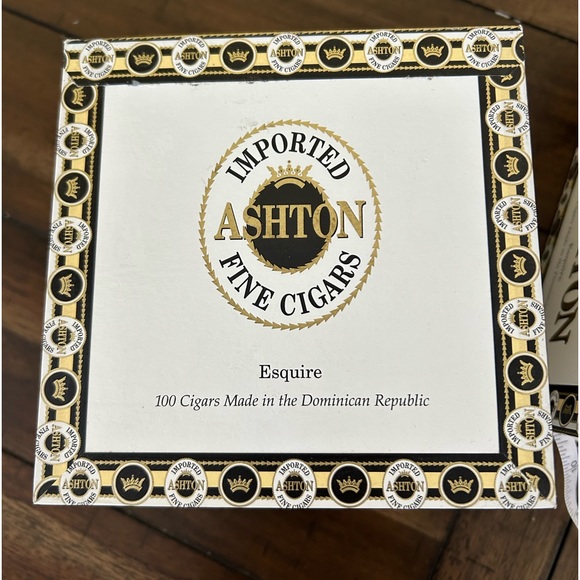 IMPORTED
ASHTON
FINE CIGARS
Esquire
100 Cigars Made in the Dominican Republic